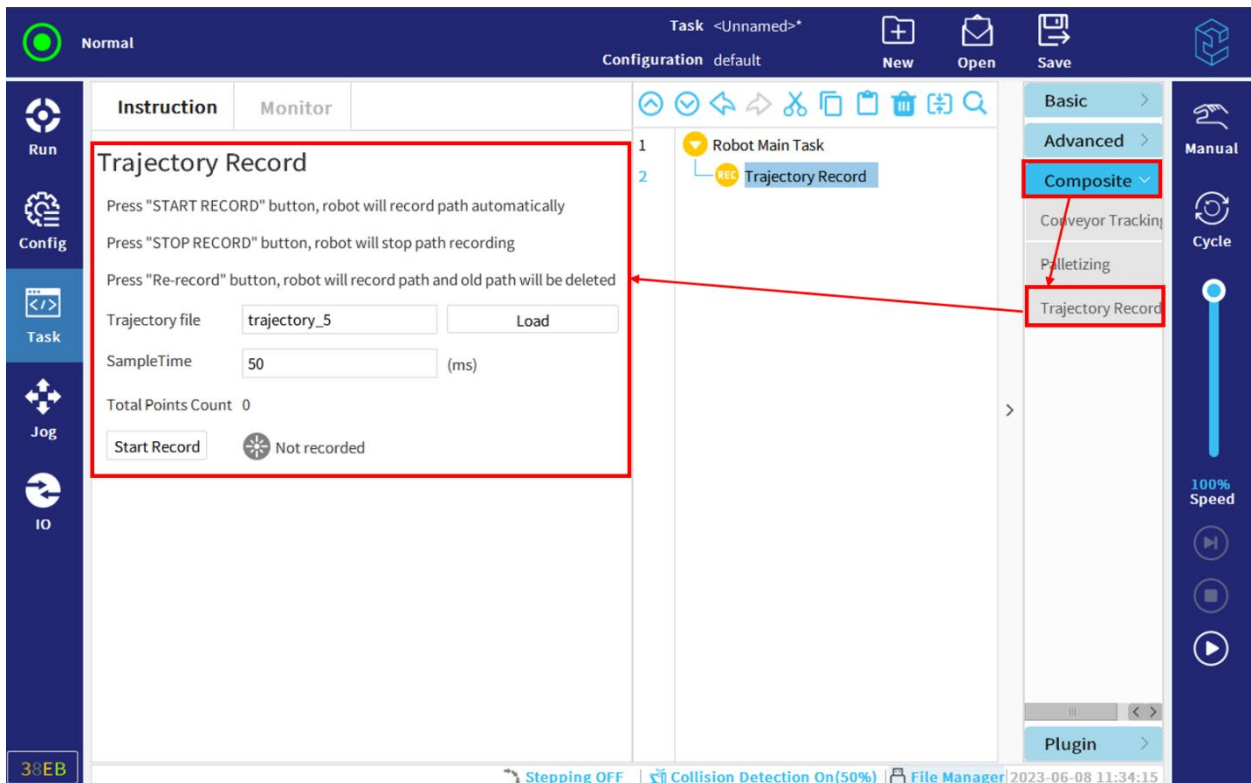 Normal
Task <Unnamed>*
Configuration default
New
Open
Save
Run
Config
Task
Jog
IO
38EB
Instruction
Monitor
Trajectory Record
Press "START RECORD" button, robot will record path automatically
Press "STOP RECORD" button, robot will stop path recording
Press "Re-record" button, robot will record path and old path will be deleted
Trajectory file trajectory_5 Load
SampleTime 50 (ms)
Total Points Count 0
Start Record Not recorded
1 Robot Main Task
2 REC Trajectory Record
Basic
Advanced
Composite
Conveyor Tracking
Palletizing
Trajectory Record
Plugin
Manual
Cycle
100%
Speed
Stepping OFF | Collision Detection On(50%) | File Manager | 2023-06-08 11:34:15